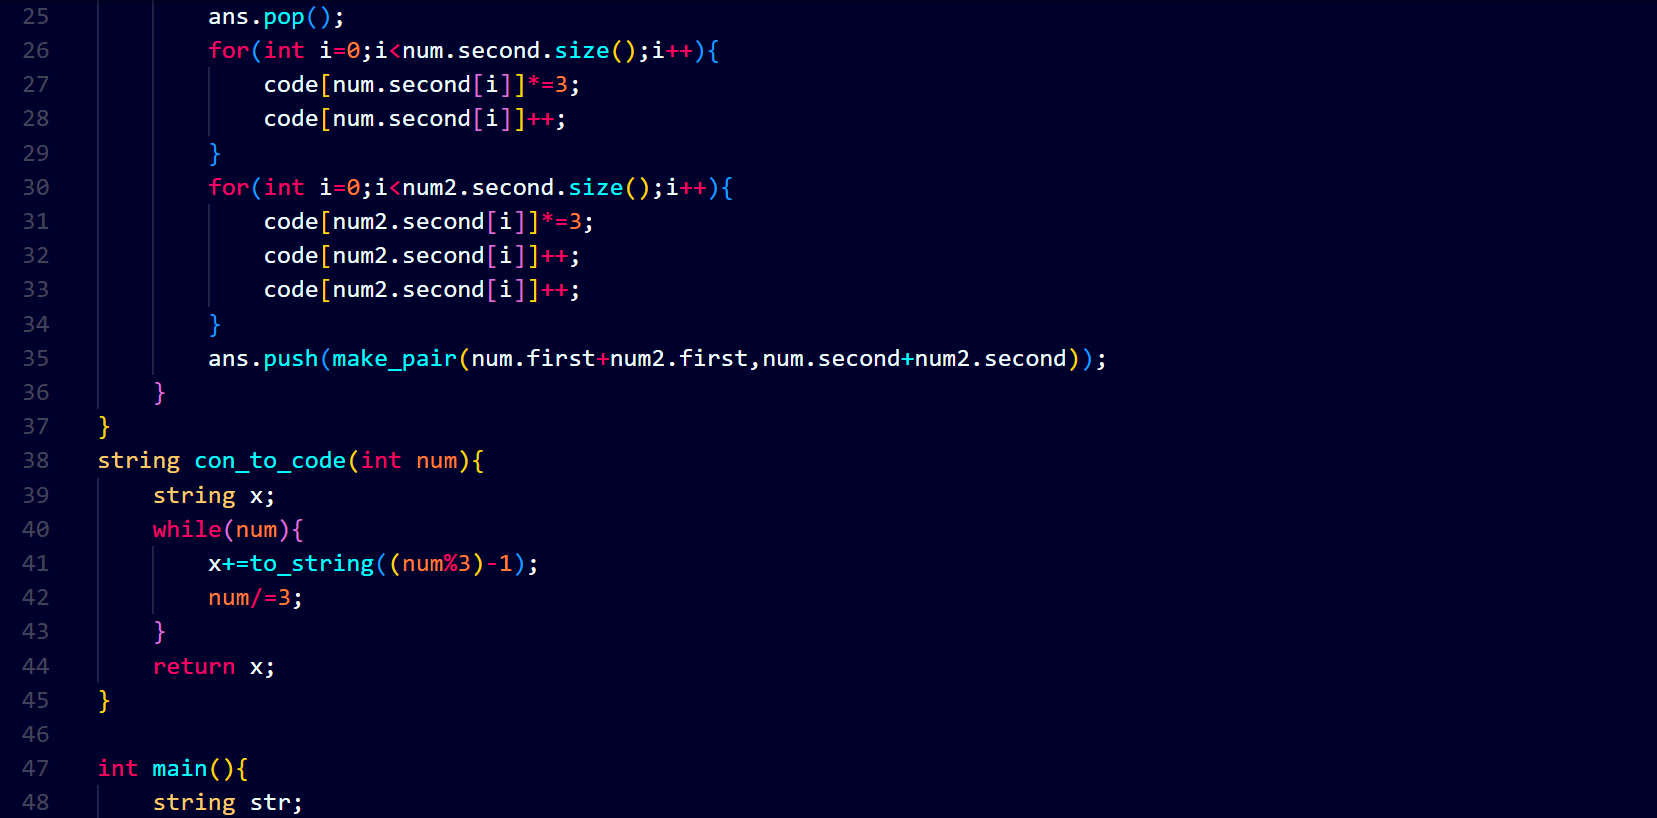 25 ans.pop();
26 for(int i=0;i<num.second.size();i++){
27 code[num.second[i]]*=3;
28 code[num.second[i]]++;
29 }
30 for(int i=0;i<num2.second.size();i++){
31 code[num2.second[i]]*=3;
32 code[num2.second[i]]++;
33 code[num2.second[i]]++;
34 }
35 ans.push(make_pair(num.first+num2.first,num.second+num2.second));
36 }
37 }
38 string con_to_code(int num){
39 string x;
40 while(num){
41 x+=to_string((num%3)-1);
42 num/=3;
43 }
44 return x;
45 }
46
47 int main(){
48 string str;